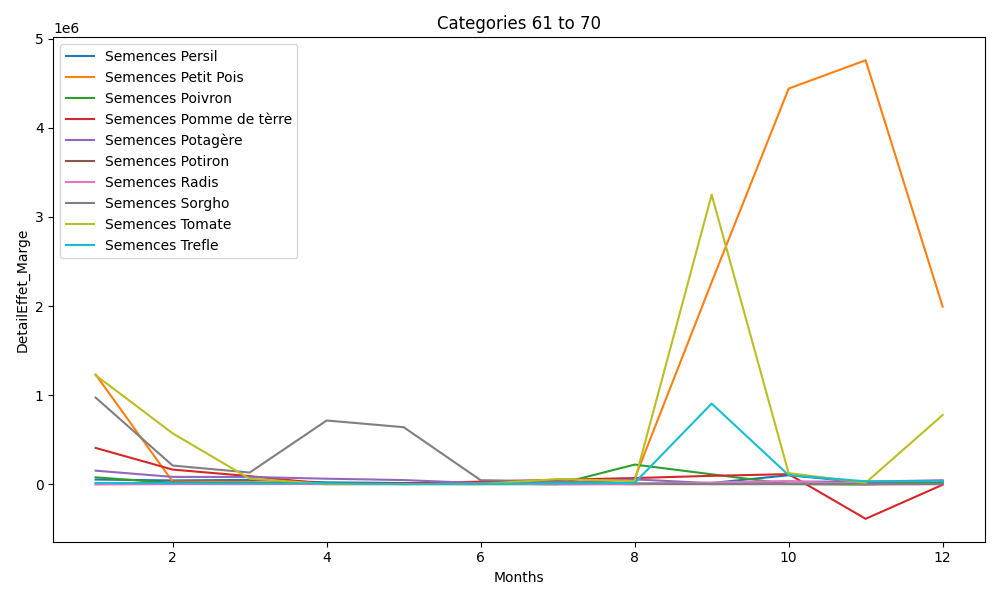 Categories 61 to 70
1e6
5
4
3
2
1
0
DetailEffet_Marge
Semences Persil
Semences Petit Pois
Semences Poivron
Semences Pomme de tèrre
Semences Potagère
Semences Potiron
Semences Radis
Semences Sorgho
Semences Tomate
Semences Trefle
2 4 6 8 10 12
Months